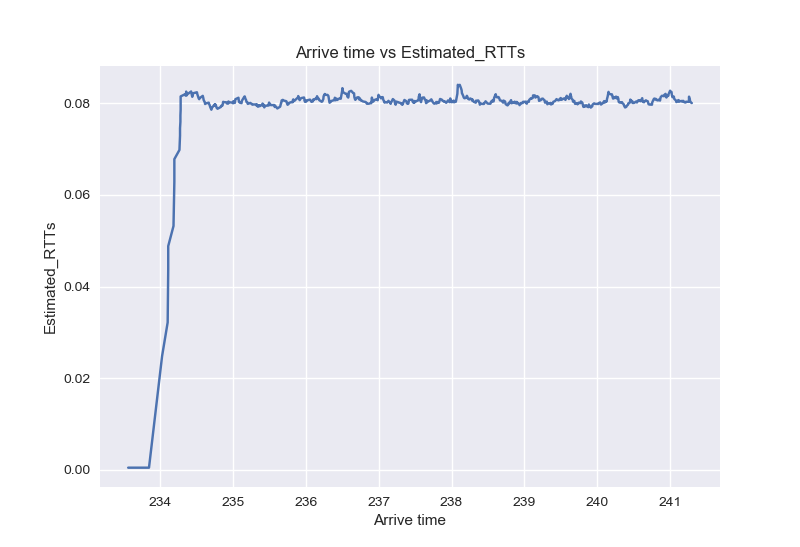 Arrive time vs Estimated_RTTs
Estimated_RTTs
0.08
0.06
0.04
0.02
0.00
234 235 236 237 238 239 240 241
Arrive time